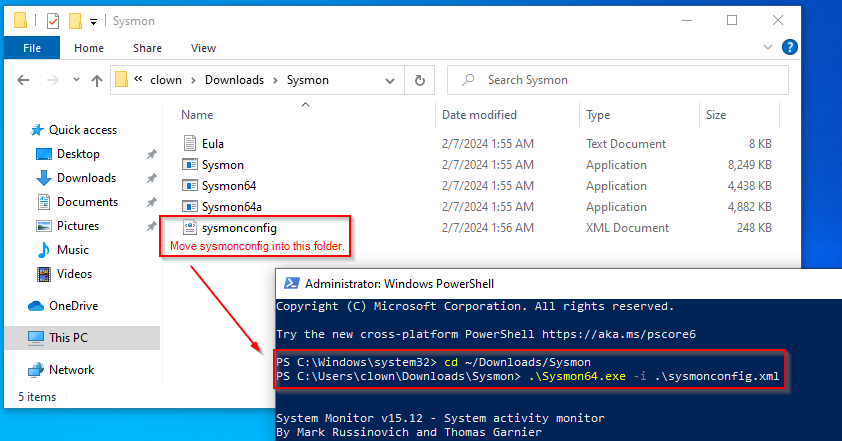 Sysmon
File Home Share View
« clown > Downloads > Sysmon
Search Sysmon
Name Date modified Type Size
Quick access
Desktop
Downloads
Documents
Pictures
Music
Videos
OneDrive
This PC
Network
Eula 2/7/2024 1:55 AM Text Document 8 KB
Sysmon 2/7/2024 1:55 AM Application 8,249 KB
Sysmon64 2/7/2024 1:55 AM Application 4,438 KB
Sysmon64a 2/7/2024 1:55 AM Application 4,882 KB
sysmonconfig 2/7/2024 1:56 AM XML Document 248 KB
Move sysmonconfig into this folder.
5 items
Administrator: Windows PowerShell
Copyright (C) Microsoft Corporation. All rights reserved.
Try the new cross-platform PowerShell https://aka.ms/pscore6
PS C:\Windows\system32> cd ~/Downloads/Sysmon
PS C:\Users\clown\Downloads\Sysmon> .\Sysmon64.exe -i .\sysmonconfig.xml
System Monitor v15.12 - System activity monitor
By Mark Russinovich and Thomas Garnier